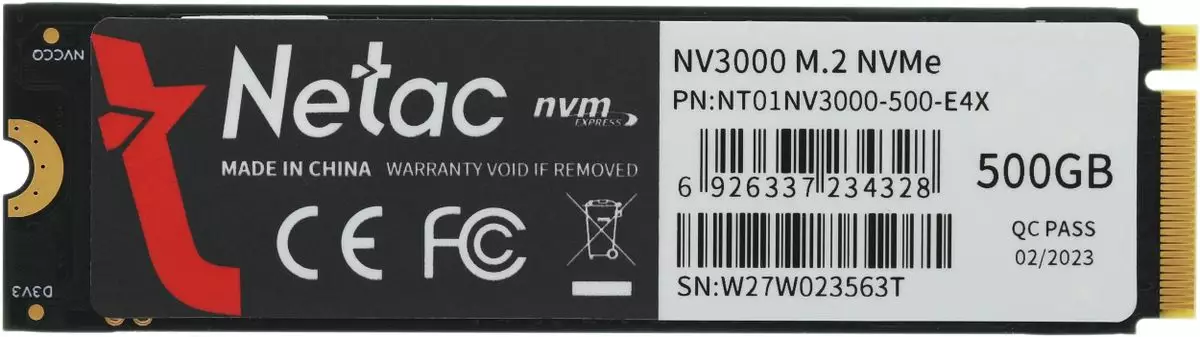 NVCC0
D3V3
Netac
nvm
EXPRESS
MADE IN CHINA WARRANTY VOID IF REMOVED
CE FC
NV3000 M.2 NVMe
PN:NT01NV3000-500-E4X
6 926337 234328
500GB
QC PASS
02/2023
SN:W27W023563T